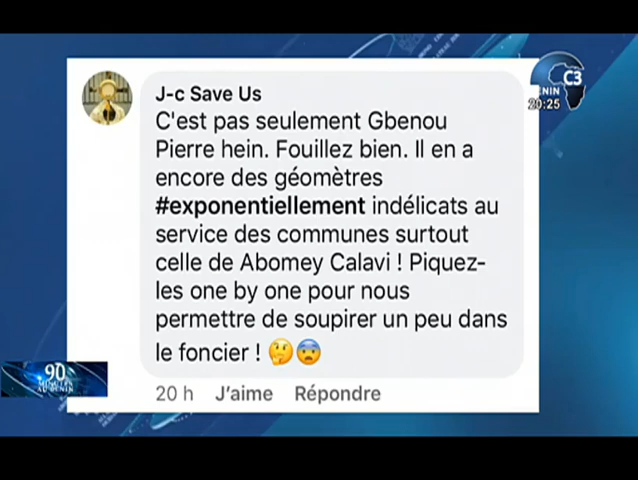 J-c Save Us
C'est pas seulement Gbenou
Pierre hein. Fouillez bien. Il en a
encore des géomètres
#exponentiellement indélicats au
service des communes surtout
celle de Abomey Calavi ! Piquez-
les one by one pour nous
permettre de soupirer un peu dans
le foncier ! 🤔😨
20 h J'aime Répondre
C3
20:25
90
MINUTES
AU BENIN